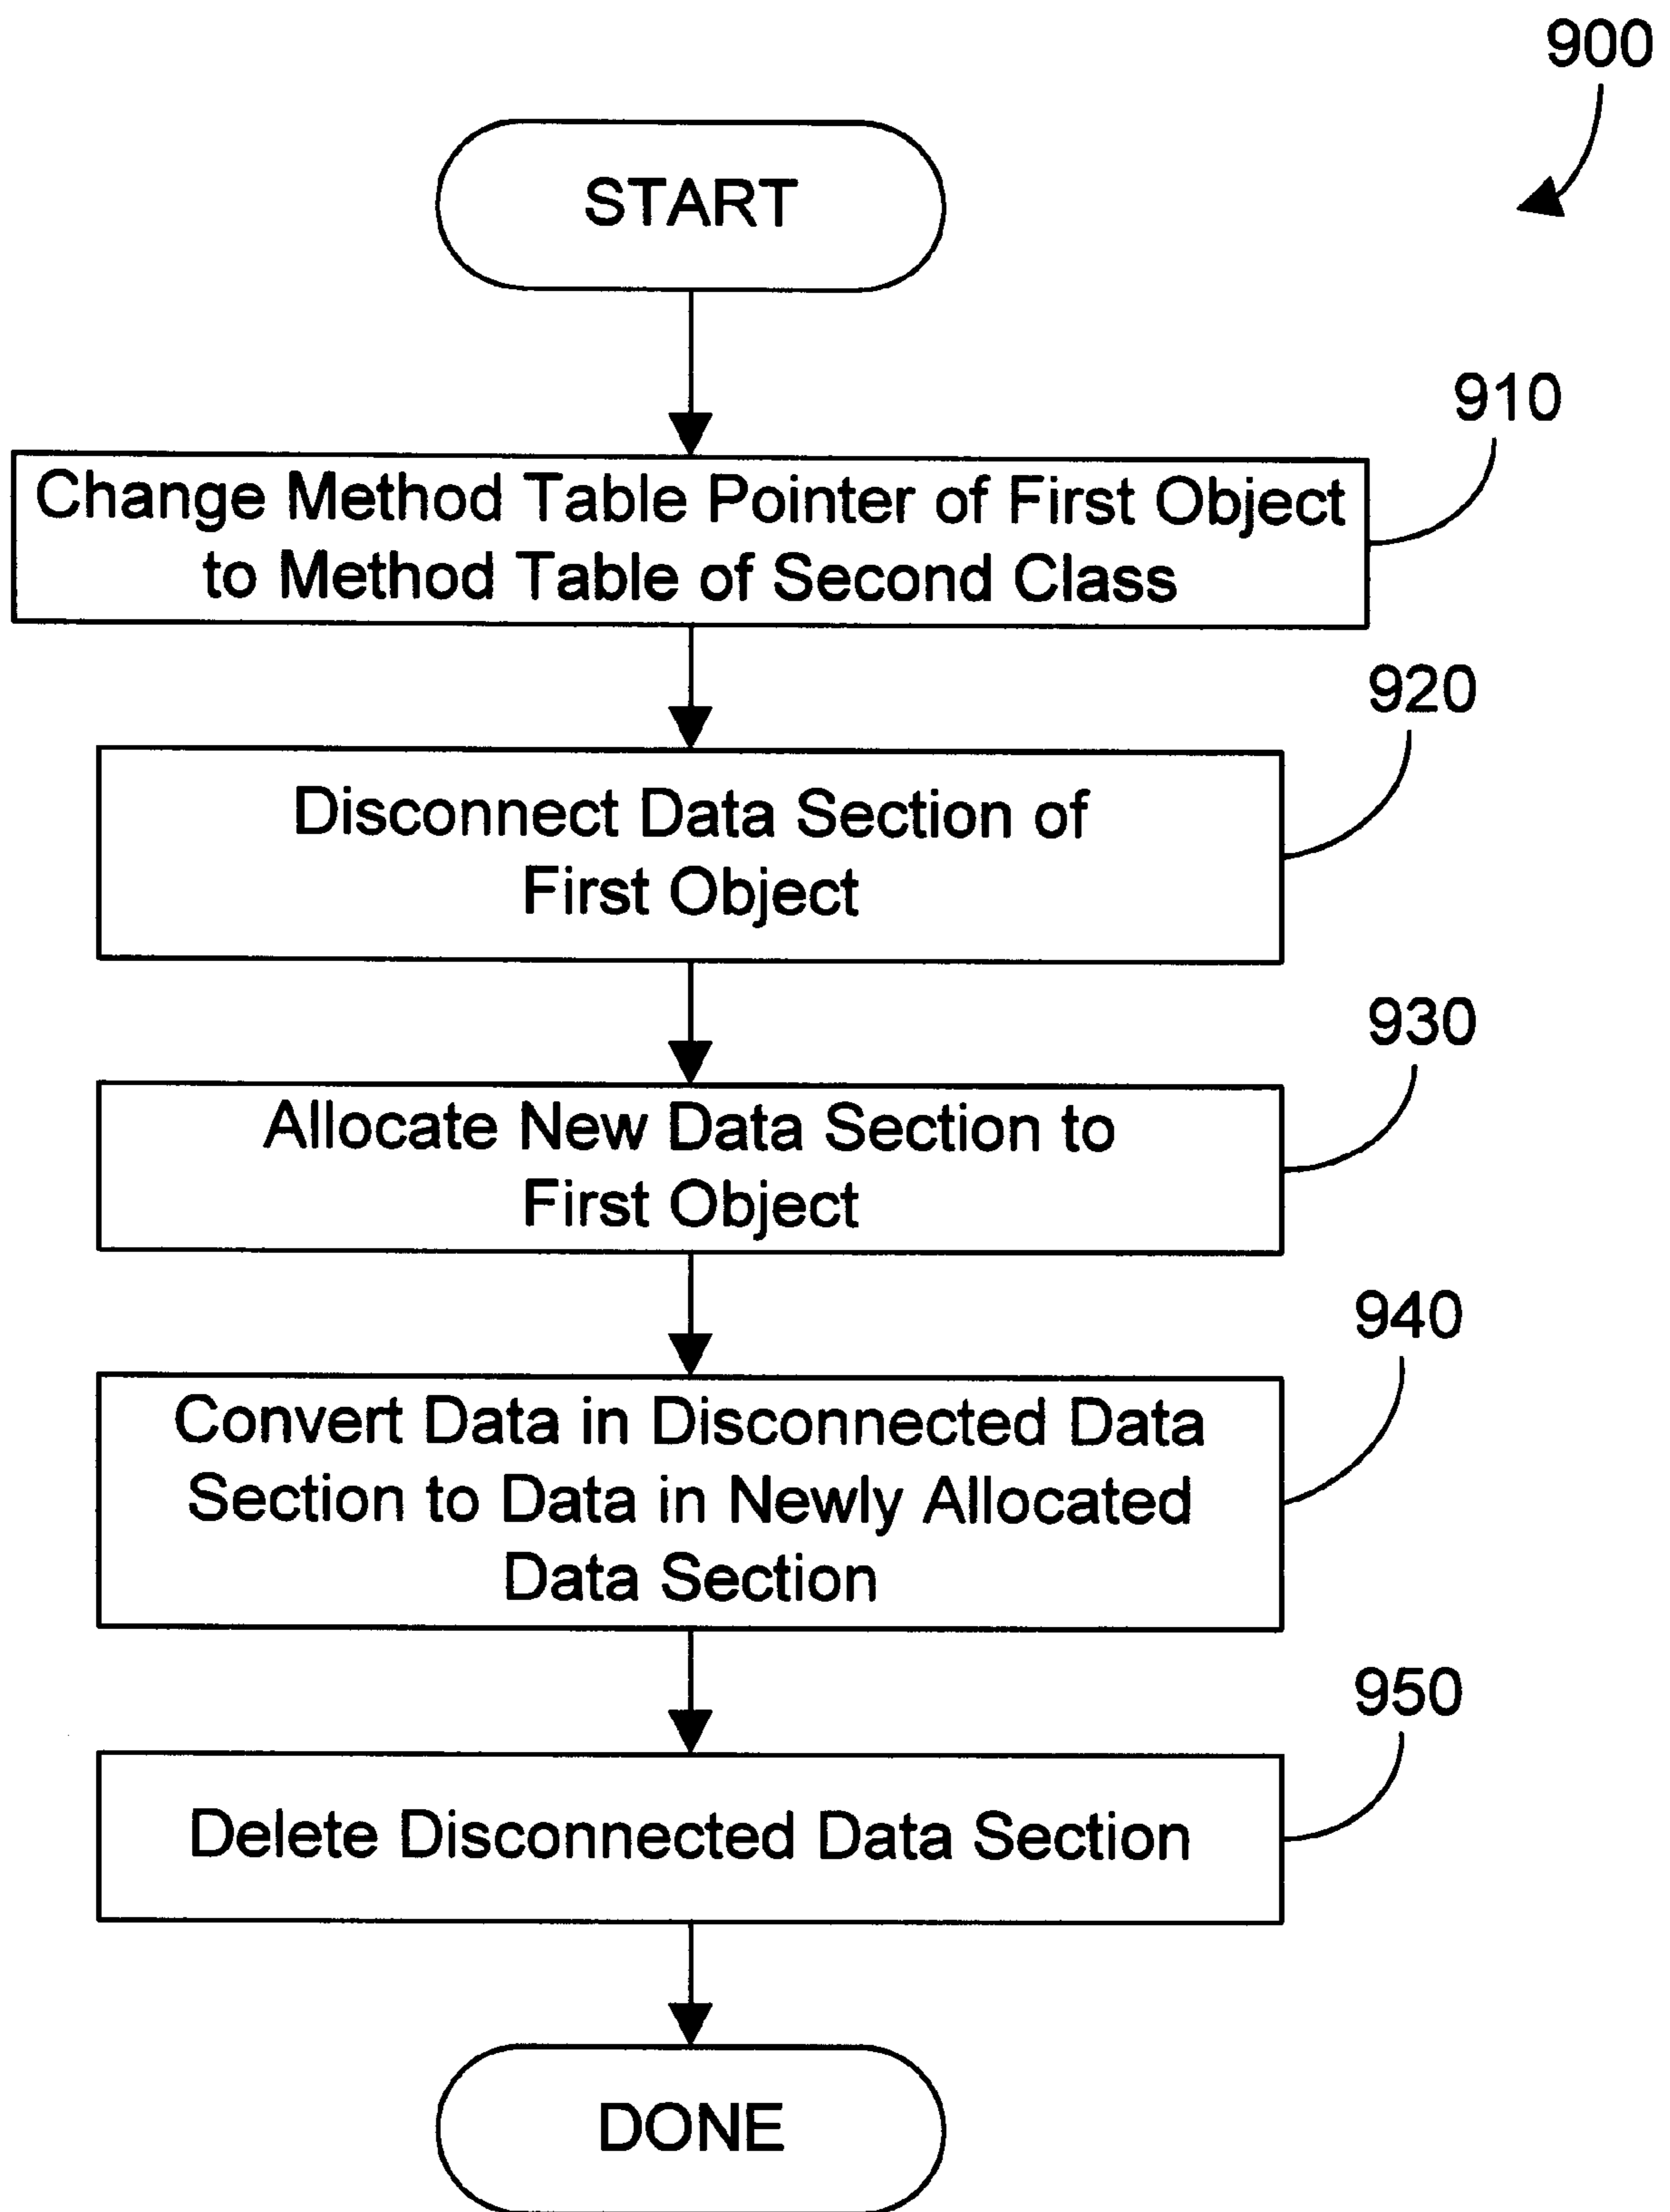 900
START
910
Change Method Table Pointer of First Object
to Method Table of Second Class
920
Disconnect Data Section of
First Object
930
Allocate New Data Section to
First Object
940
Convert Data in Disconnected Data
Section to Data in Newly Allocated
Data Section
950
Delete Disconnected Data Section
DONE